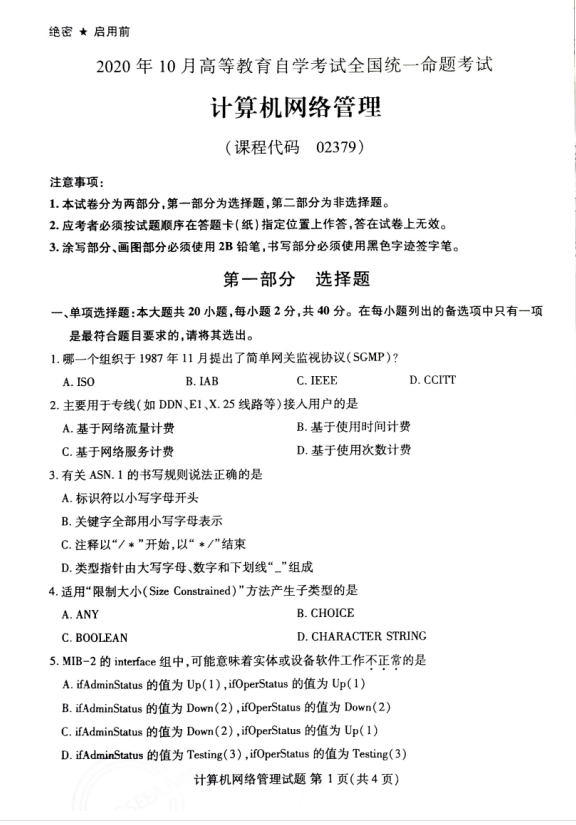 绝密 ★ 启用前
2020 年 10 月高等教育自学考试全国统一命题考试
计算机网络管理
(课程代码 02379)
注意事项:
1. 本试卷分为两部分,第一部分为选择题,第二部分为非选择题。
2. 应考者必须按试题顺序在答题卡(纸)指定位置上作答,答在试卷上无效。
3. 涂写部分、画图部分必须使用 2B 铅笔,书写部分必须使用黑色字迹签字笔。
第一部分 选择题
一、单项选择题:本大题共 20 小题,每小题 2 分,共 40 分。在每小题列出的备选项中只有一项
是最符合题目要求的,请将其选出。
1. 哪一个组织于 1987 年 11 月提出了简单网关监视协议(SGMP)?
A. ISO B. IAB C. IEEE D. CCITT
2. 主要用于专线(如 DDN、E1、X. 25 线路等)接入用户的是
A. 基于网络流量计费 B. 基于使用时间计费
C. 基于网络服务计费 D. 基于使用次数计费
3. 有关 ASN. 1 的书写规则说法正确的是
A. 标识符以小写字母开头
B. 关键字全部用小写字母表示
C. 注释以“/ * ”开始,以“ * /”结束
D. 类型指针由大写字母、数字和下划线“_”组成
4. 适用“限制大小(Size Constrained)”方法产生子类型的是
A. ANY B. CHOICE
C. BOOLEAN D. CHARACTER STRING
5. MIB-2 的 interface 组中,可能意味着实体或设备软件工作不正常的是
A. ifAdminStatus 的值为 Up(1),ifOperStatus 的值为 Up(1)
B. ifAdminStatus 的值为 Down(2),ifOperStatus 的值为 Down(2)
C. ifAdminStatus 的值为 Down(2),ifOperStatus 的值为 Up(1)
D. ifAdminStatus 的值为 Testing(3),ifOperStatus 的值为 Testing(3)
计算机网络管理试题 第 1 页(共 4 页)